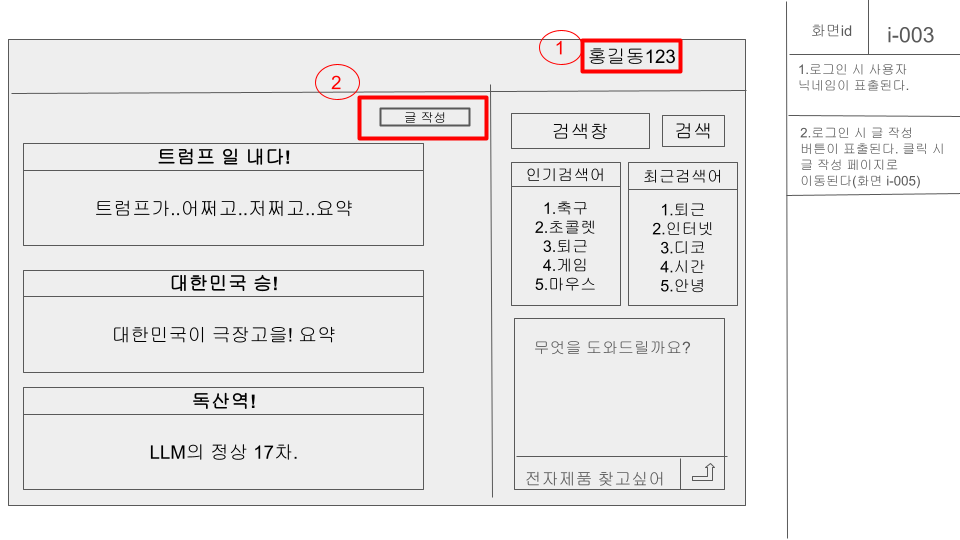 화면id
i-003
1
홍길동123
2
글 작성
트럼프 일 내다!
트럼프가..어쩌고..저쩌고..요약
대한민국 승!
대한민국이 극장고을! 요약
독산역!
LLM의 정상 17차.
검색창
검색
인기검색어
1.축구
2.초콜렛
3.퇴근
4.게임
5.마우스
최근검색어
1.퇴근
2.인터넷
3.디코
4.시간
5.안녕
무엇을 도와드릴까요?
전자제품 찾고싶어
1.로그인 시 사용자
닉네임이 표출된다.
2.로그인 시 글 작성
버튼이 표출된다. 클릭 시
글 작성 페이지로
이동된다(화면 i-005)